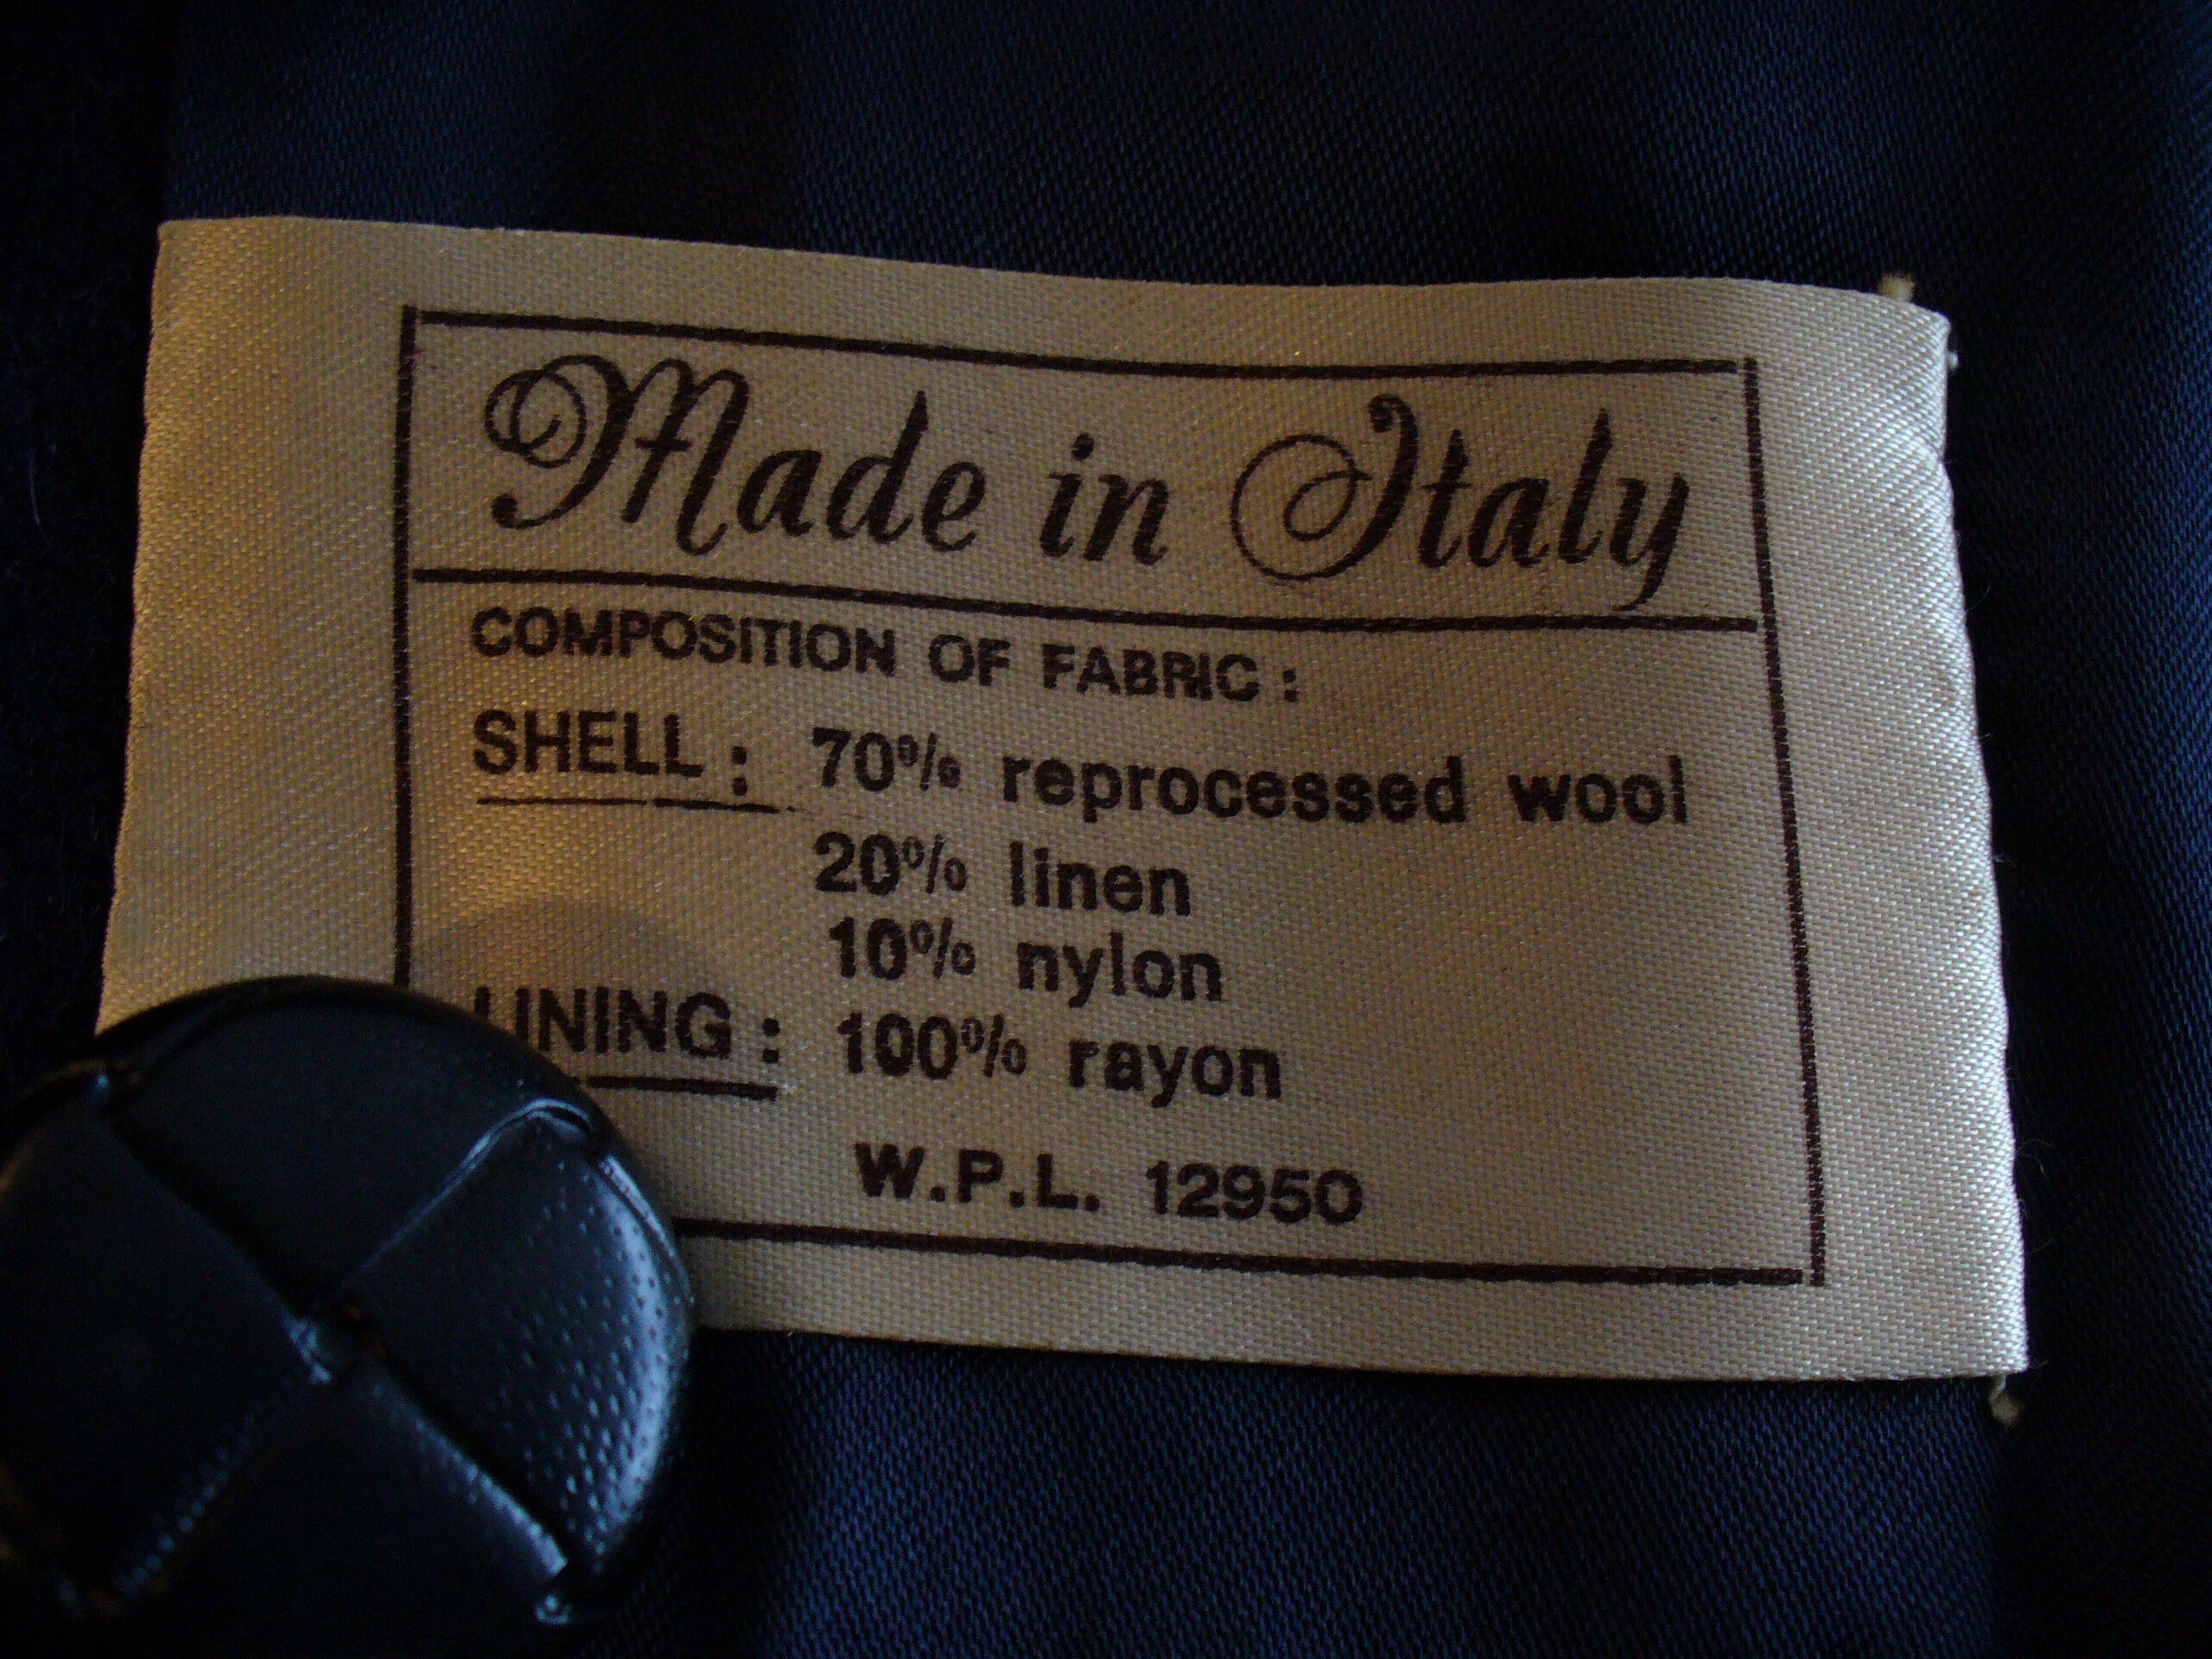 Made in Italy
COMPOSITION OF FABRIC :
SHELL : 70% reprocessed wool
20% linen
10% nylon
LINING : 100% rayon
W.P.L. 12950